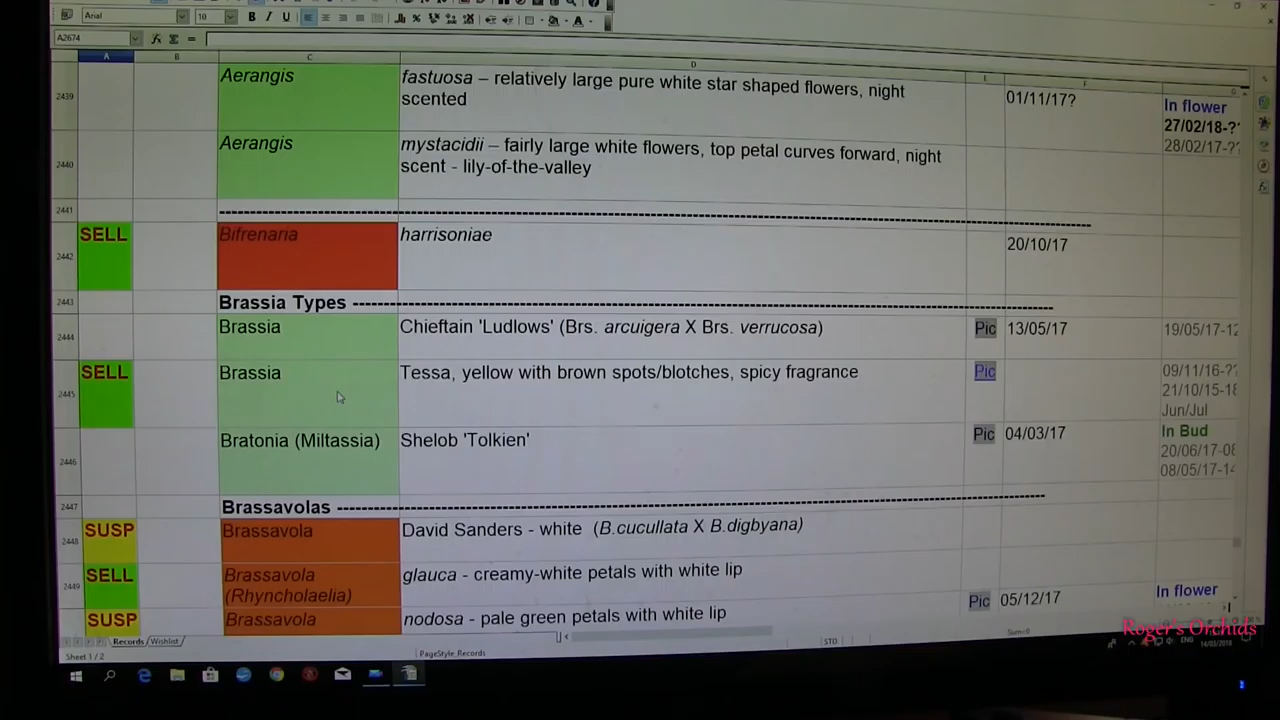 Arial 10 B I U
A2674
A B C D E F G
2439 Aerangis fastuosa – relatively large pure white star shaped flowers, night scented 01/11/17? In flower
27/02/18-??
28/02/17-??
2440 Aerangis mystacidii – fairly large white flowers, top petal curves forward, night scent - lily-of-the-valley
2441
2442 SELL Bifrenaria harrisoniae 20/10/17
2443 Brassia Types
2444 Brassia Chieftain 'Ludlows' (Brs. arcuigera X Brs. verrucosa) Pic 13/05/17 19/05/17-12
2445 SELL Brassia Tessa, yellow with brown spots/blotches, spicy fragrance Pic 09/11/16-??
21/10/15-18
Jun/Jul
2446 Bratonia (Miltassia) Shelob 'Tolkien' Pic 04/03/17 In Bud
20/06/17-08
08/05/17-14
2447 Brassavolas
2448 SUSP Brassavola David Sanders - white (B.cucullata X B.digbyana)
2449 SELL Brassavola (Rhyncholaelia) glauca - creamy-white petals with white lip
SUSP Brassavola nodosa - pale green petals with white lip Pic 05/12/17 In flower
Records Wishlist STD Sum=0
Roger's Orchids
Sheet 1 / 2 PageStyle_Records
ENG
14/03/2018